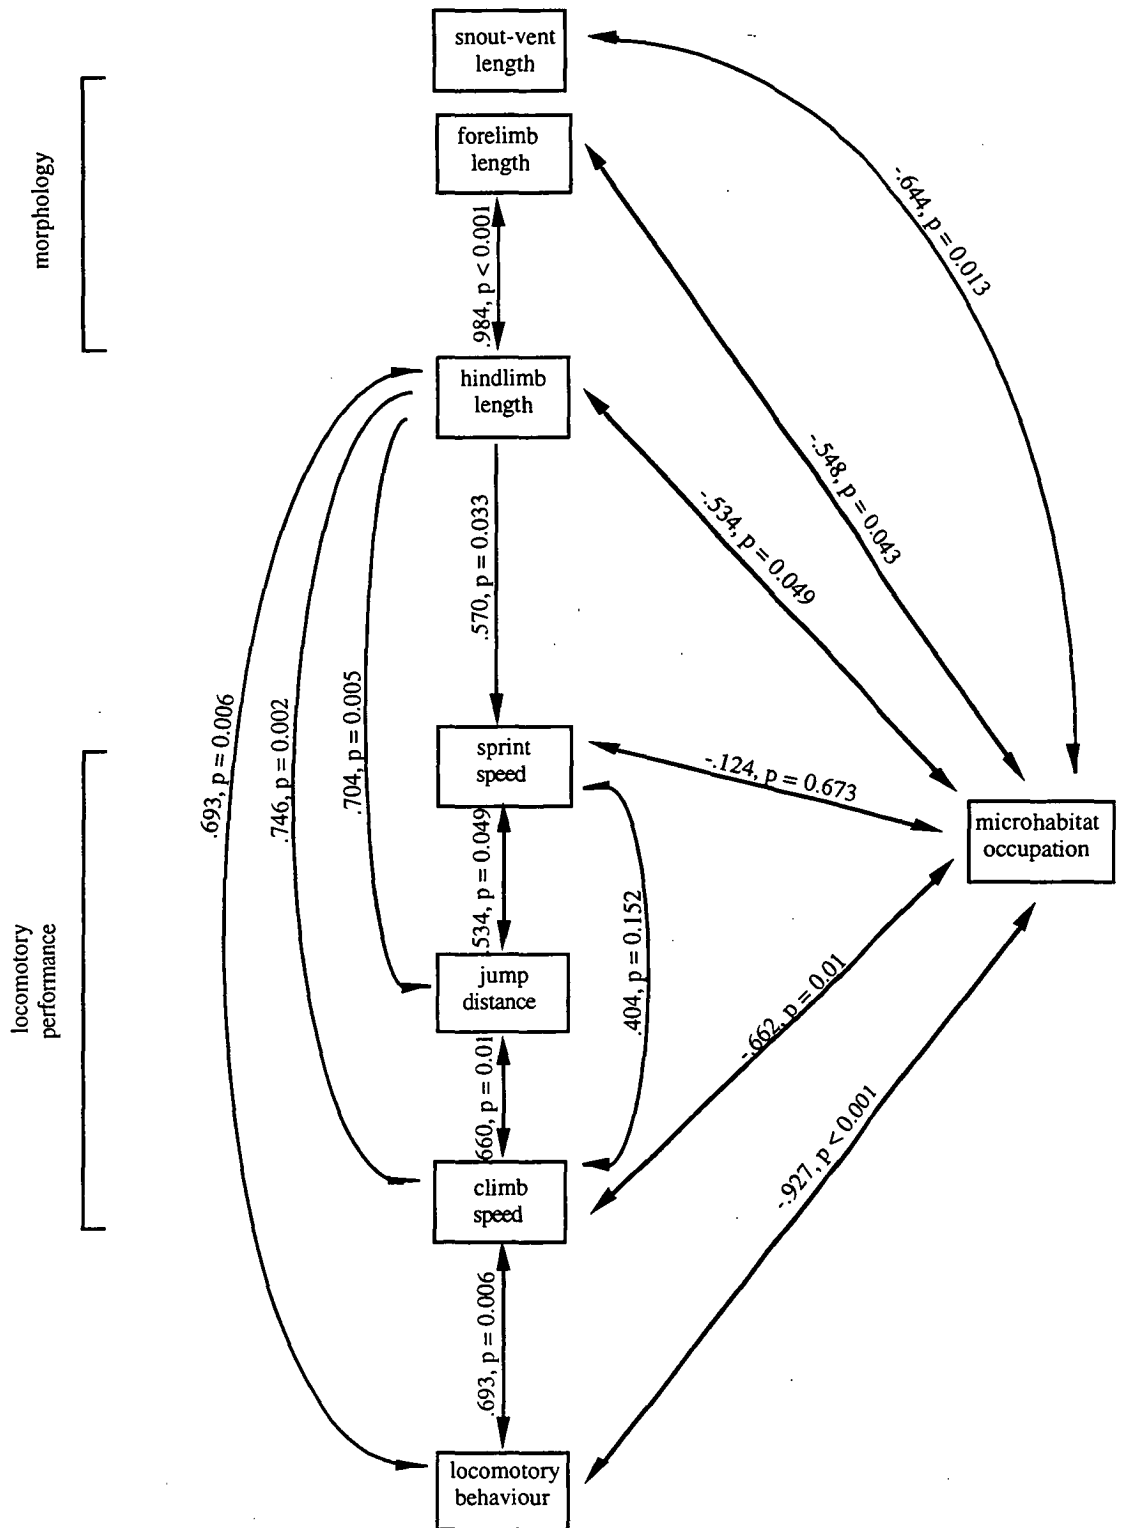 snout-vent
length
forelimb
length
morphology
.984, p < 0.001
-.644, p = 0.013
hindlimb
length
-.548, p = 0.043
-.534, p = 0.049
.570, p = 0.033
.693, p = 0.006
.746, p = 0.002
.704, p = 0.005
sprint
speed
-.124, p = 0.673
microhabitat
occupation
534, p = 0.049
.404, p = 0.152
locomotory
performance
jump
distance
-.662, p = 0.01
660, p = 0.01
climb
speed
-.927, p < 0.001
.693, p = 0.006
locomotory
behaviour